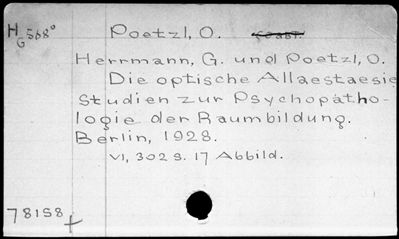 H
G 568°
Poetzl, O.
Herrmann, G. und Poetzl, O.
Die optische Allaestaesie
Studien zur Psychopatho-
logie der Raumbildung.
Berlin, 1928.
VI, 302 S. 17 Abbild.
78158